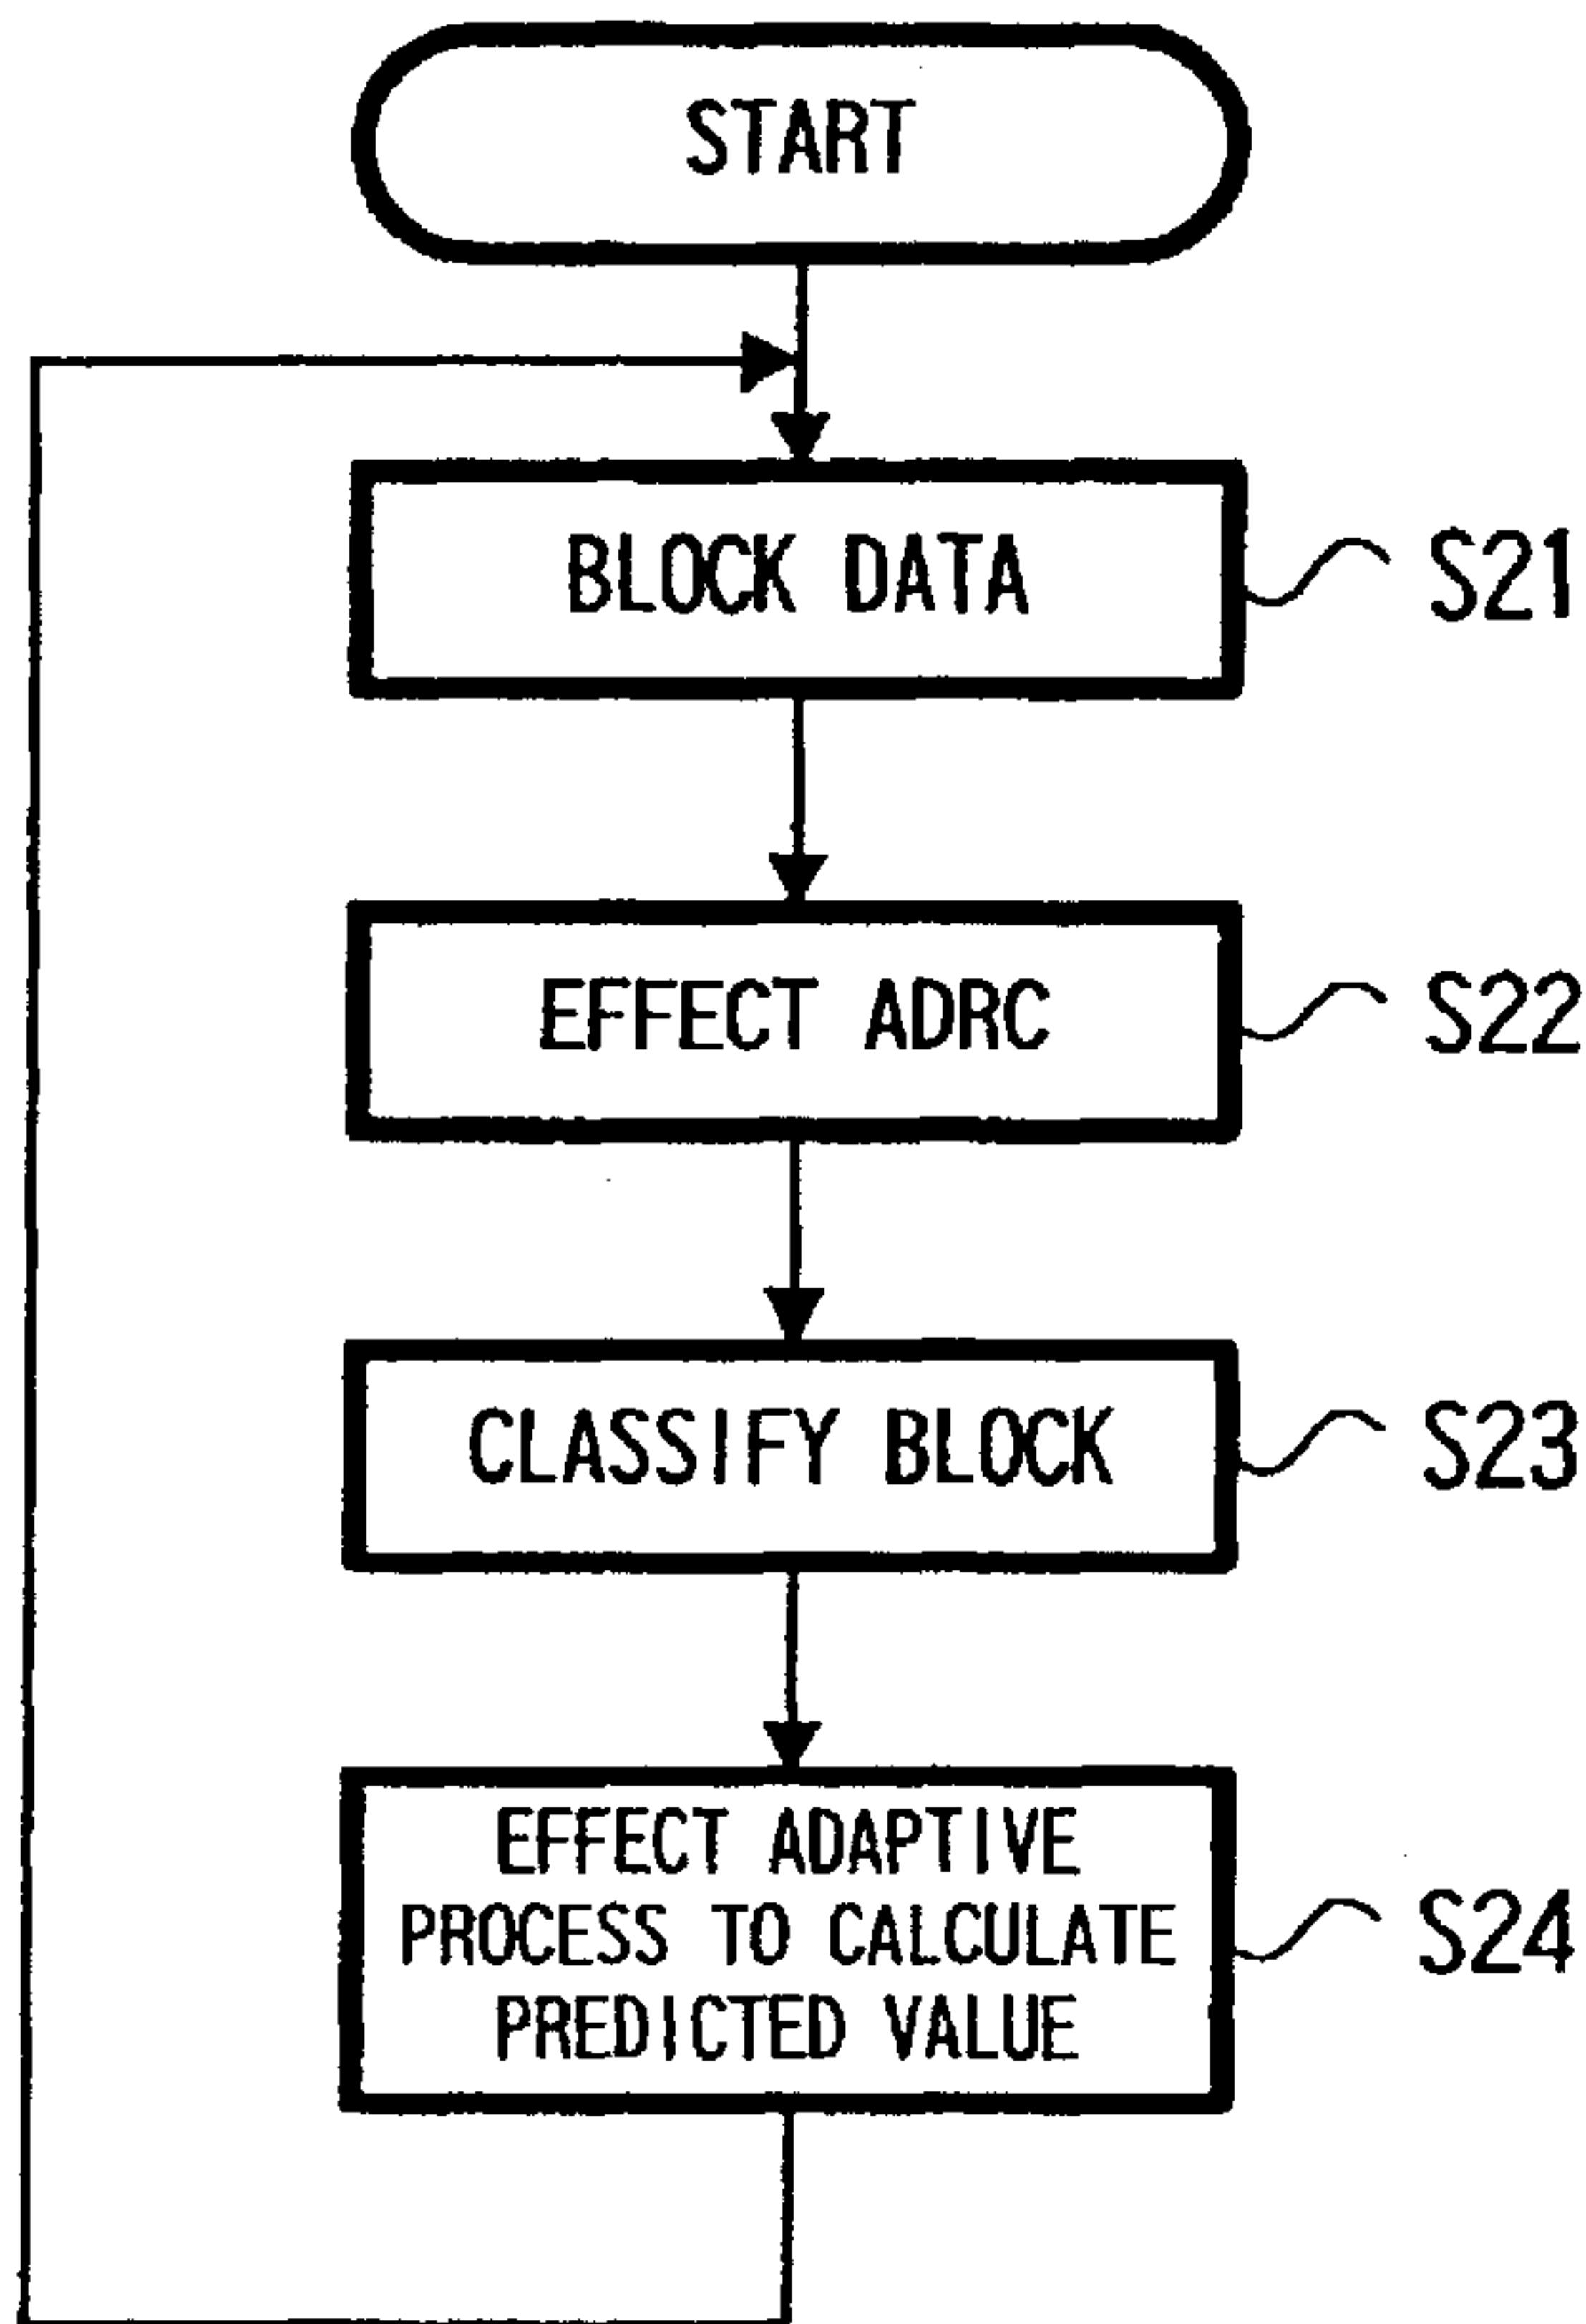 START
BLOCK DATA
S21
EFFECT ADRC
S22
CLASSIFY BLOCK
S23
EFFECT ADAPTIVE
PROCESS TO CALCULATE
PREDICTED VALUE
S24